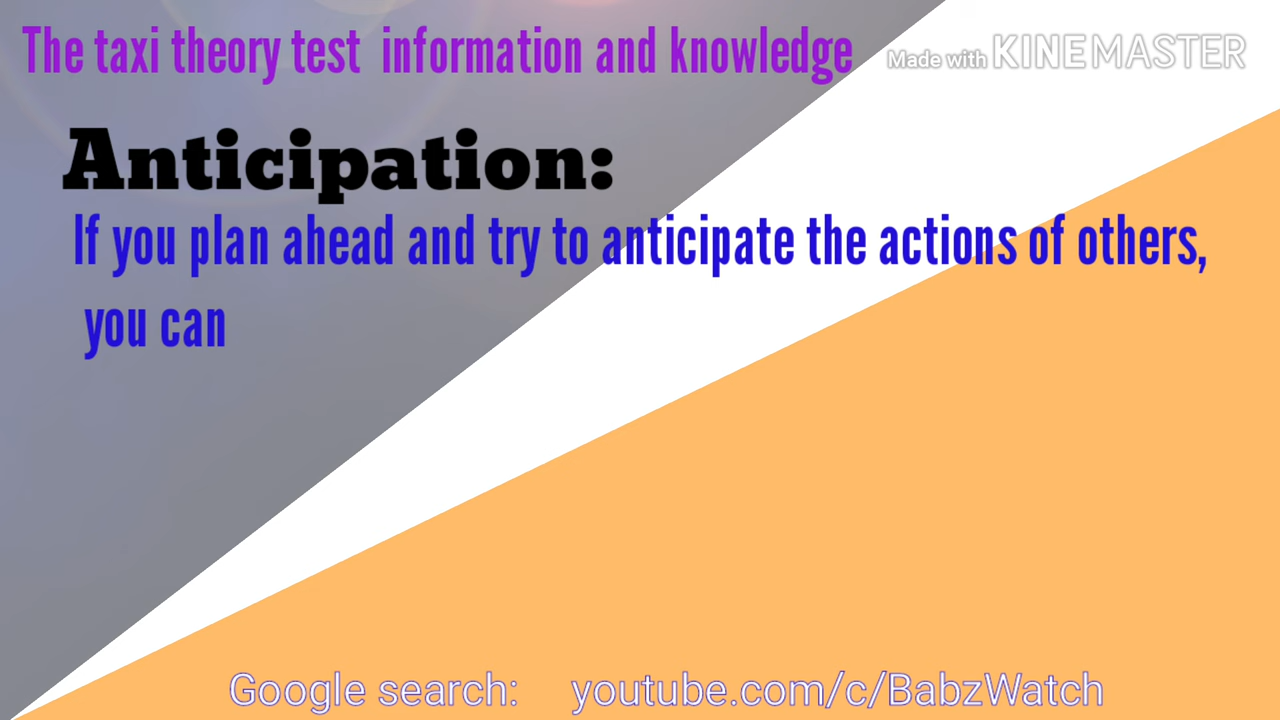 The taxi theory test information and knowledge
Made with KINEMASTER
Anticipation:
If you plan ahead and try to anticipate the actions of others,
you can
Google search: youtube.com/c/BabzWatch